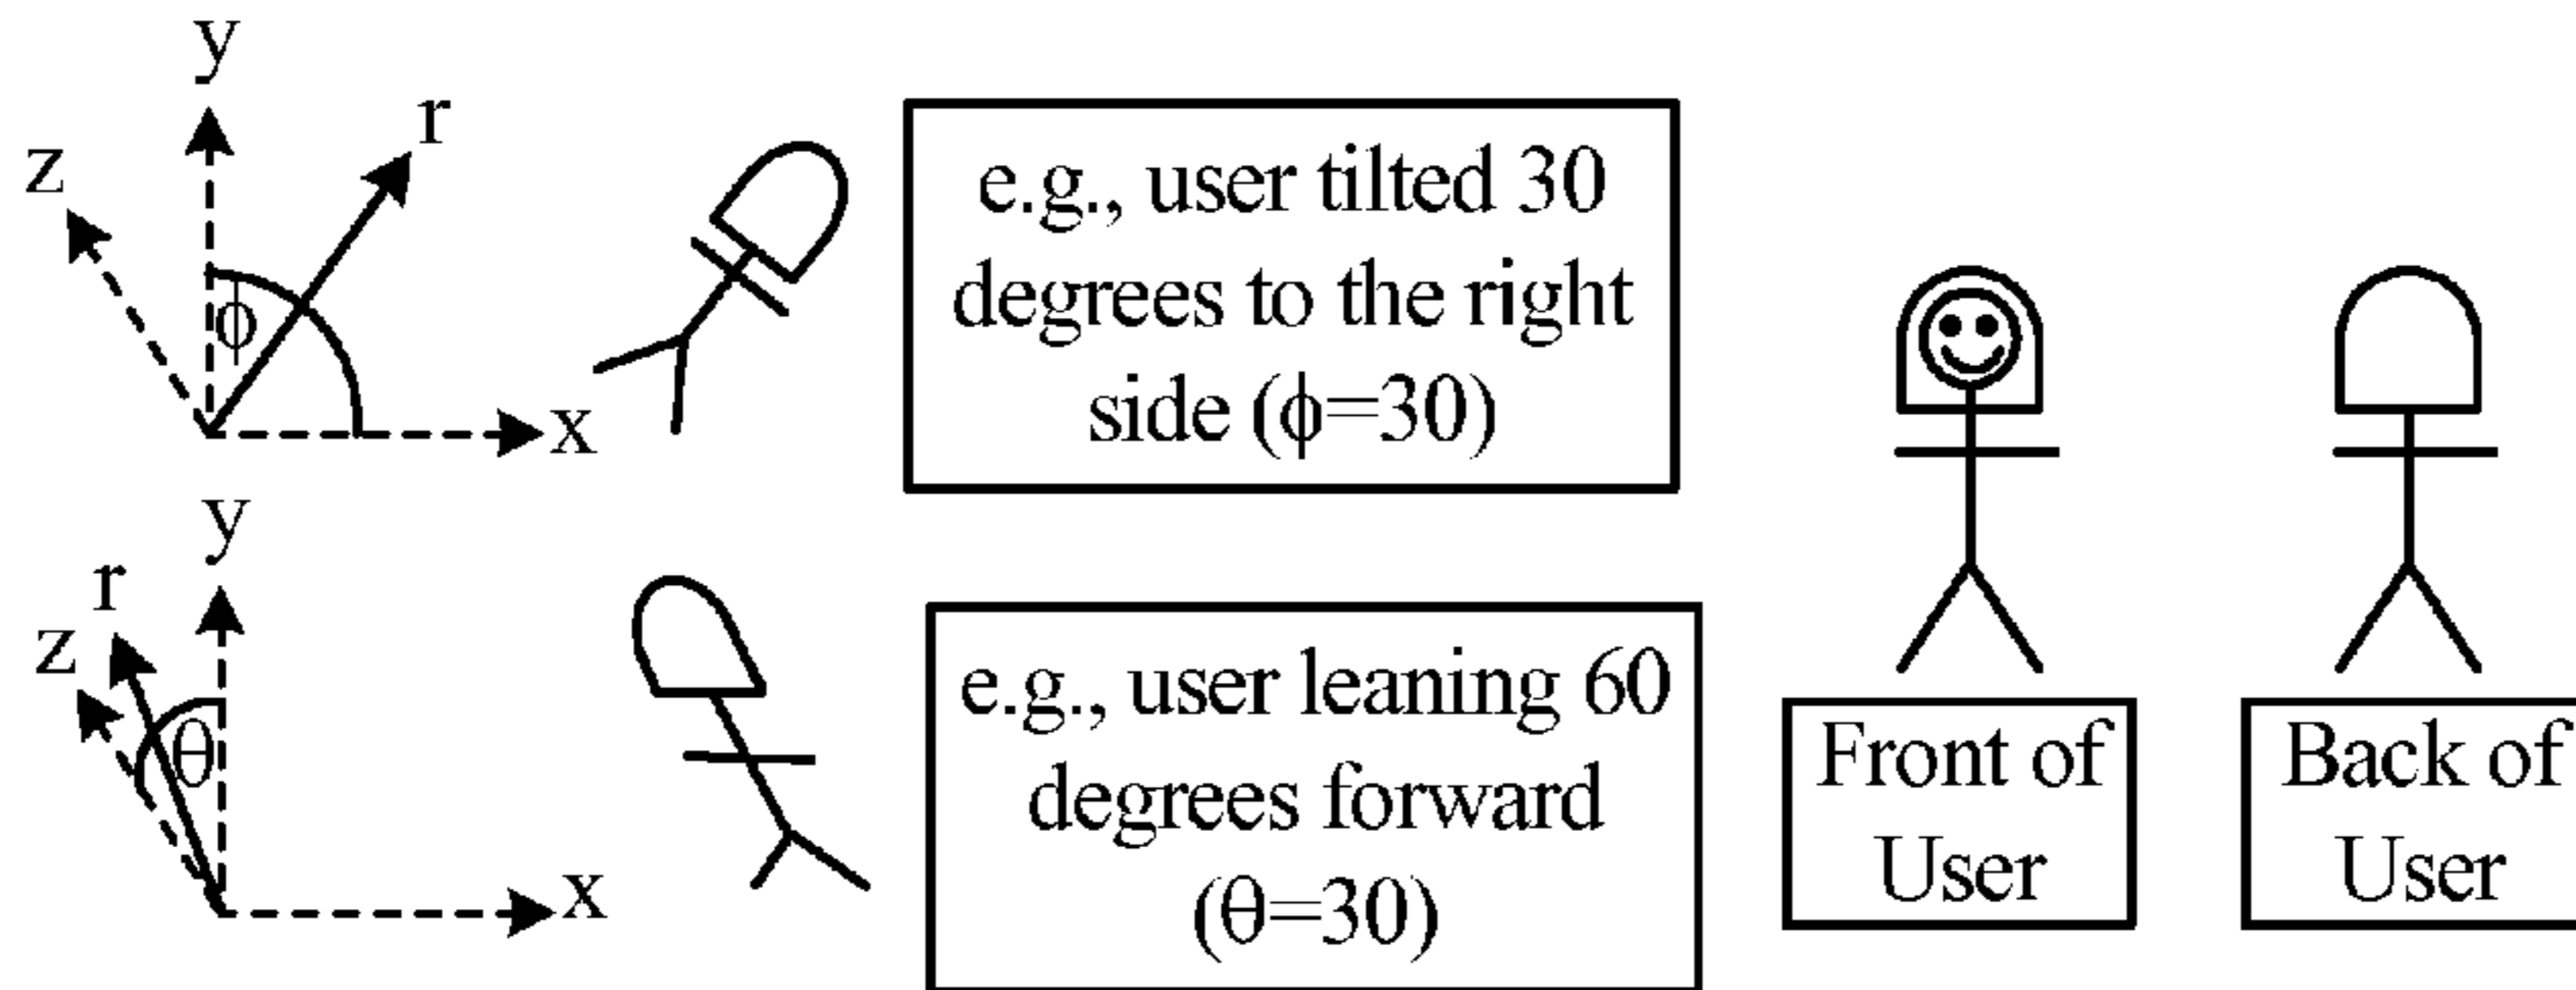 y
r
z
ϕ
x
e.g., user tilted 30
degrees to the right
side (ϕ=30)
y
r
z
θ
x
e.g., user leaning 60
degrees forward
(θ=30)
Front of
User
Back of
User